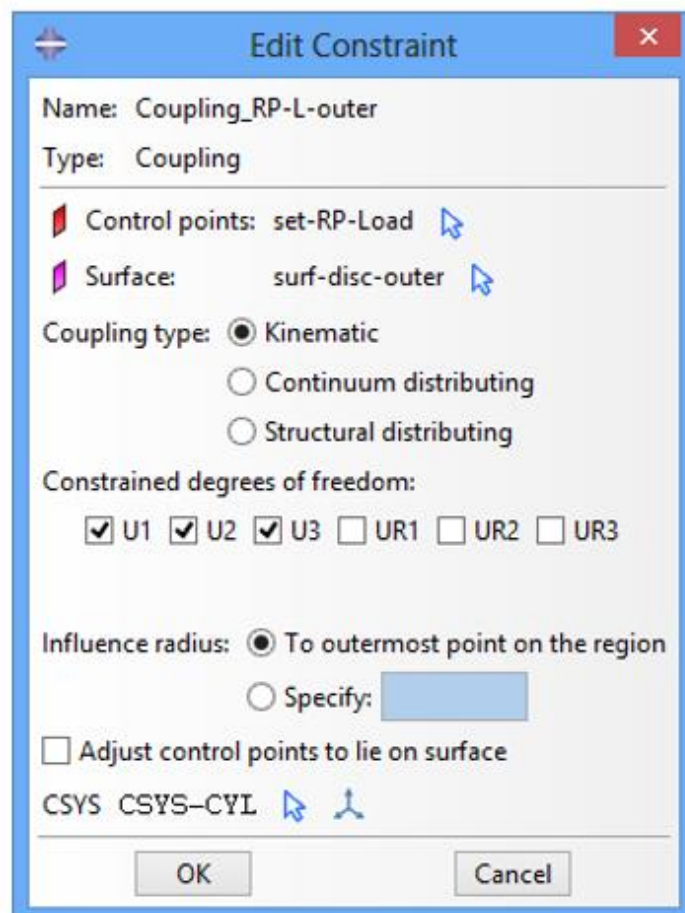 Edit Constraint
Name: Coupling_RP-L-outer
Type: Coupling
Control points: set-RP-Load
Surface: surf-disc-outer
Coupling type: Kinematic
Continuum distributing
Structural distributing
Constrained degrees of freedom:
U1 U2 U3 UR1 UR2 UR3
Influence radius: To outermost point on the region
Specify:
Adjust control points to lie on surface
CSYS CSYS-CYL
OK Cancel